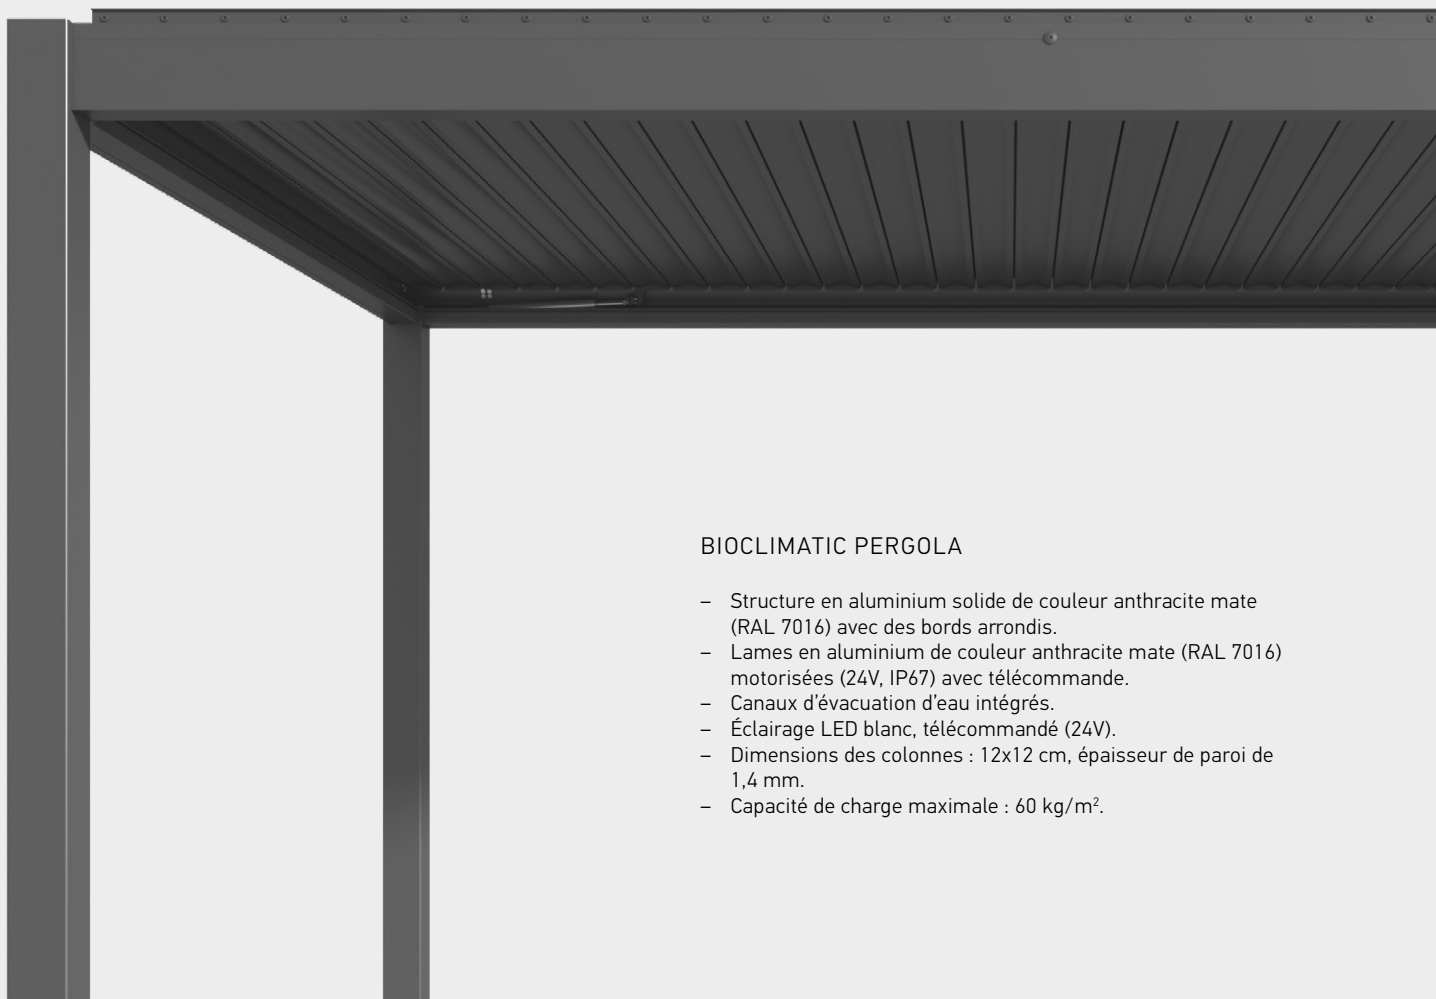 BIOCLIMATIC PERGOLA
– Structure en aluminium solide de couleur anthracite mate
(RAL 7016) avec des bords arrondis.
– Lames en aluminium de couleur anthracite mate (RAL 7016)
motorisées (24V, IP67) avec télécommande.
– Canaux d’évacuation d’eau intégrés.
– Éclairage LED blanc, télécommandé (24V).
– Dimensions des colonnes : 12x12 cm, épaisseur de paroi de
1,4 mm.
– Capacité de charge maximale : 60 kg/m².